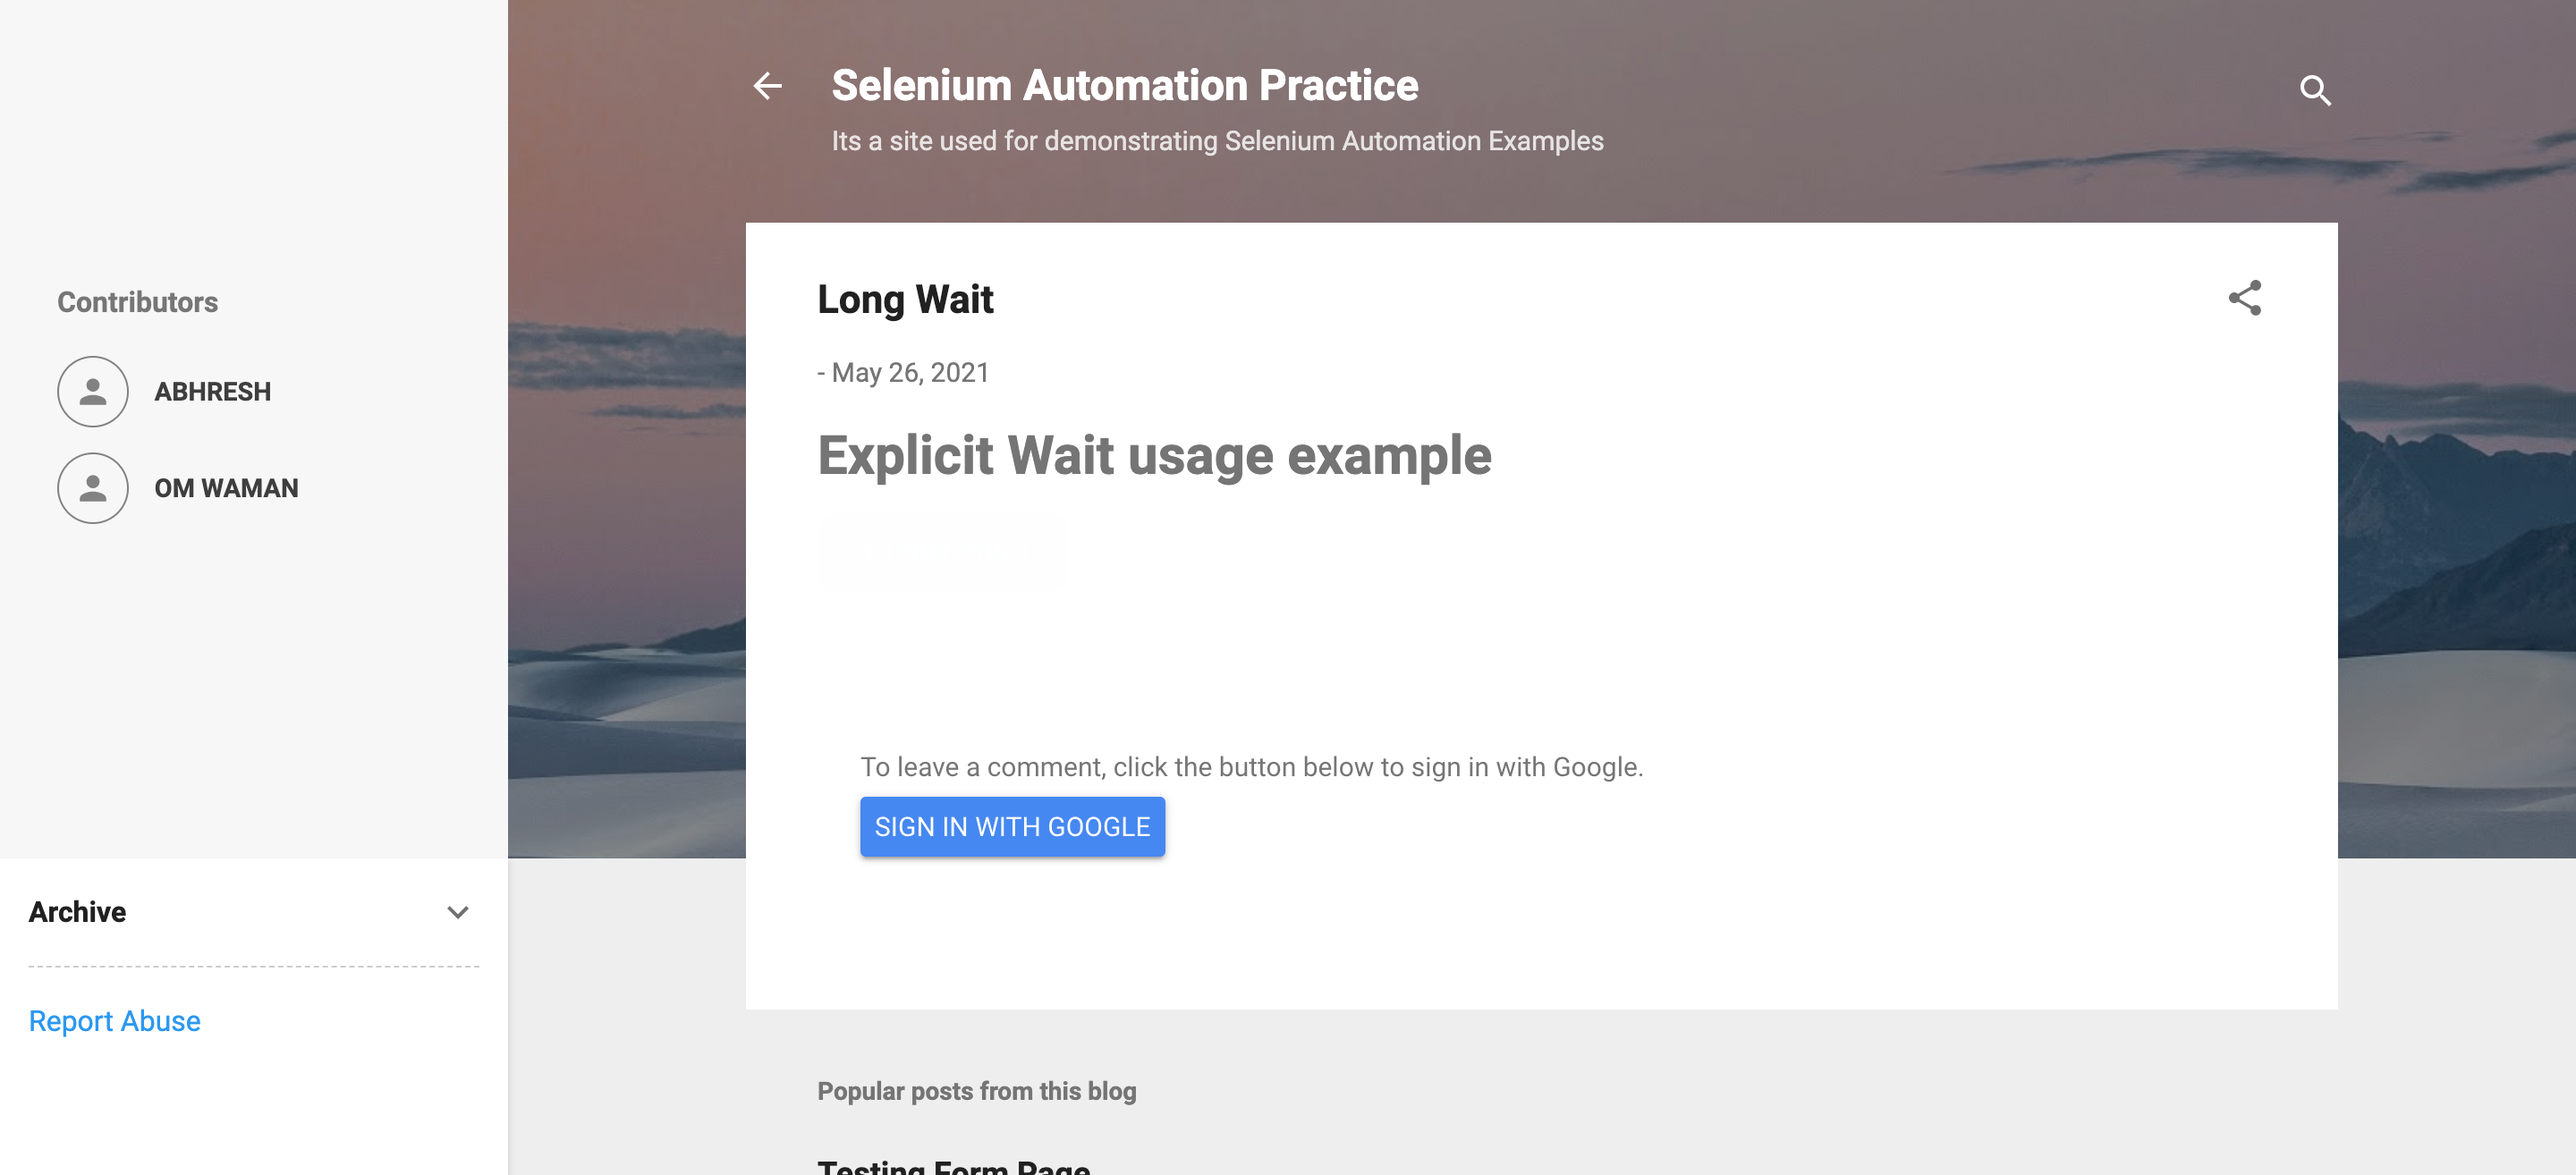 Selenium Automation Practice
Its a site used for demonstrating Selenium Automation Examples
Contributors
ABHRESH
OM WAMAN
Archive
Report Abuse
Long Wait
- May 26, 2021
Explicit Wait usage example
To leave a comment, click the button below to sign in with Google.
SIGN IN WITH GOOGLE
Popular posts from this blog
Testing Form Page